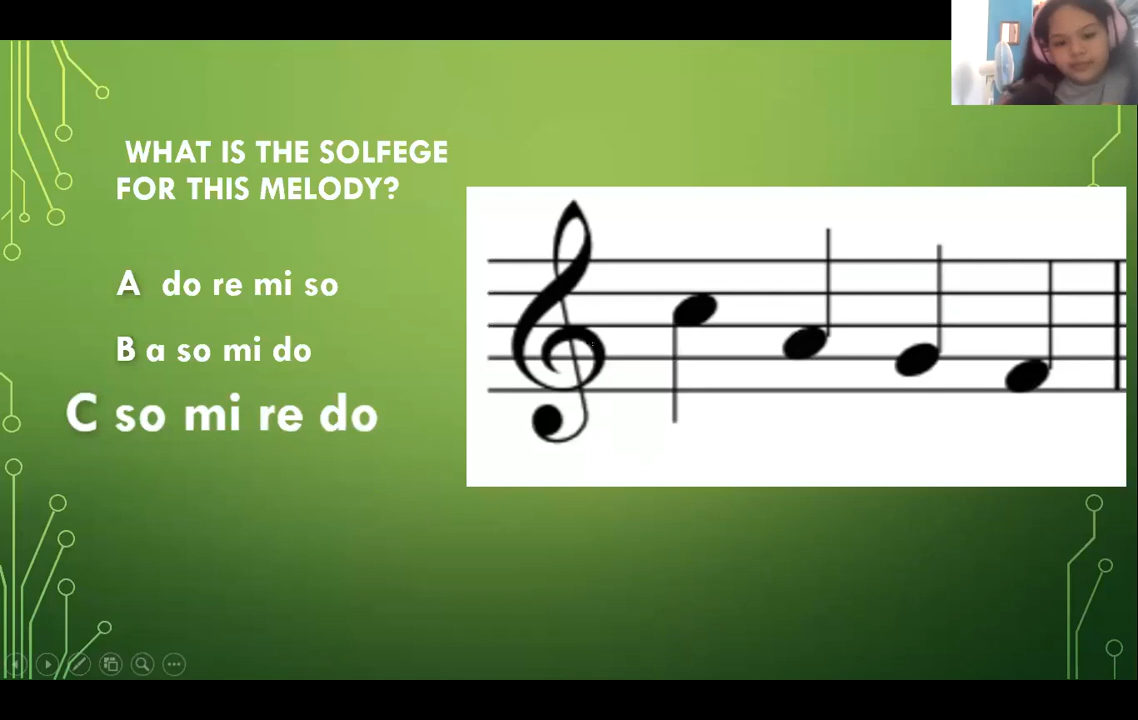 WHAT IS THE SOLFEGE
FOR THIS MELODY?
A do re mi so
B a so mi do
C so mi re do